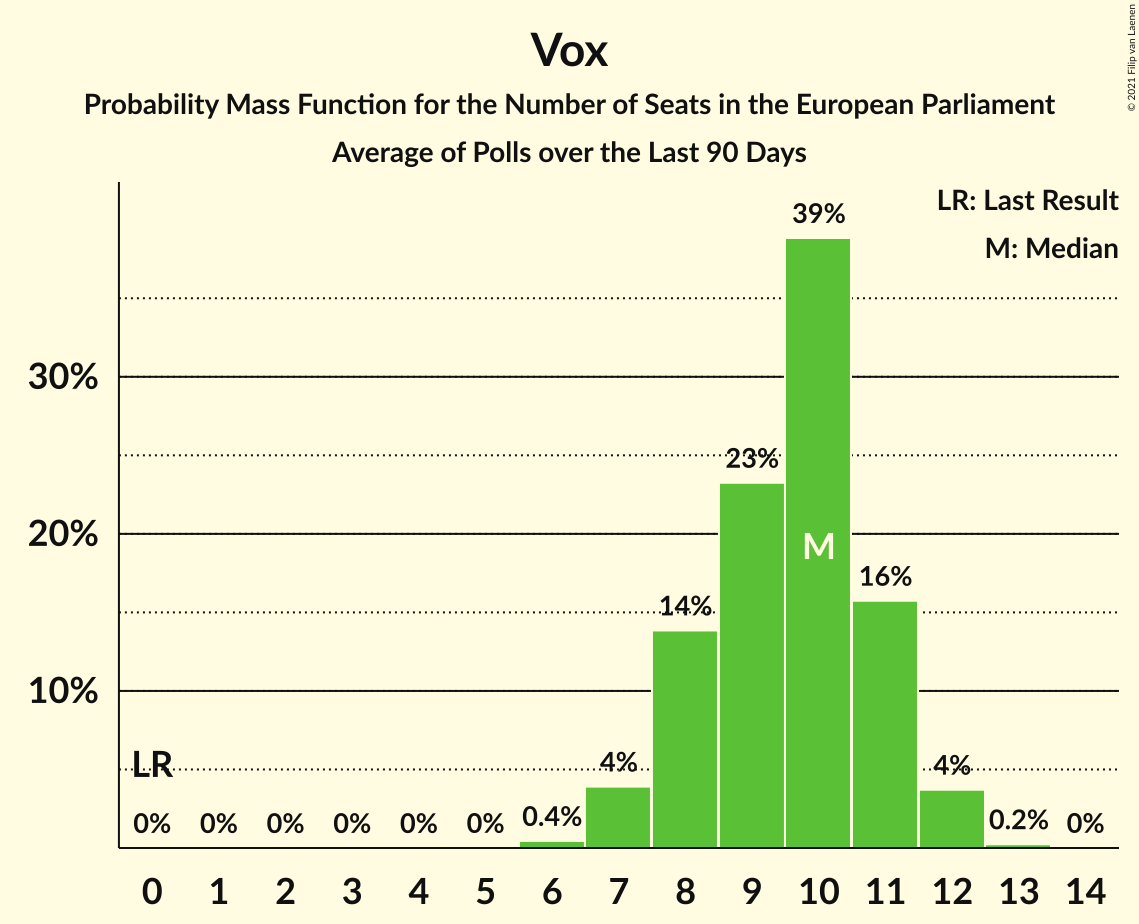 Vox
Probability Mass Function for the Number of Seats in the European Parliament
Average of Polls over the Last 90 Days
© 2021 Filip van Laenen
LR: Last Result
M: Median
39%
30%
23%
20%
M
16%
14%
10%
LR
4%
4%
0%
0%
0%
0%
0%
0%
0.4%
0.2%
0%
0 1 2 3 4 5 6 7 8 9 10 11 12 13 14